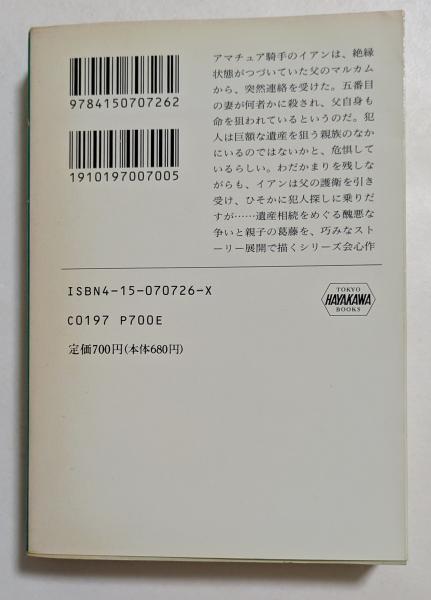 アマチュア騎手のイアンは、絶縁
状態がつづいていた父のマルカム
から、突然連絡を受けた。五番目
の妻が何者かに殺され、父自身も
命を狙われているというのだ。犯
人は巨額な遺産を狙う親族のなか
にいるのではないかと、危惧して
いるらしい。わだかまりを残しな
がらも、イアンは父の護衛を引き
受け、ひそかに犯人探しに乗りだ
すが……遺産相続をめぐる醜悪な
争いと親子の葛藤を、巧みなスト
ーリー展開で描くシリーズ会心作
9784150707262
1910197007005
ISBN4-15-070726-X
C0197 P700E
定価700円(本体680円)
TOKYO
HAYAKAWA
BOOKS